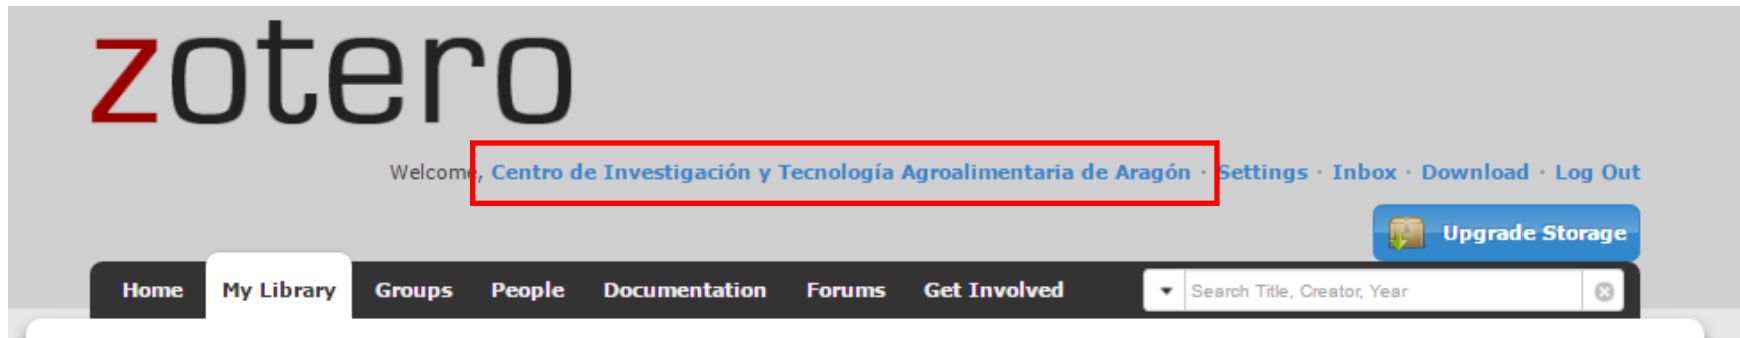 zotero
Welcome, Centro de Investigación y Tecnología Agroalimentaria de Aragón · Settings · Inbox · Download · Log Out
Upgrade Storage
Home My Library Groups People Documentation Forums Get Involved Search Title, Creator, Year